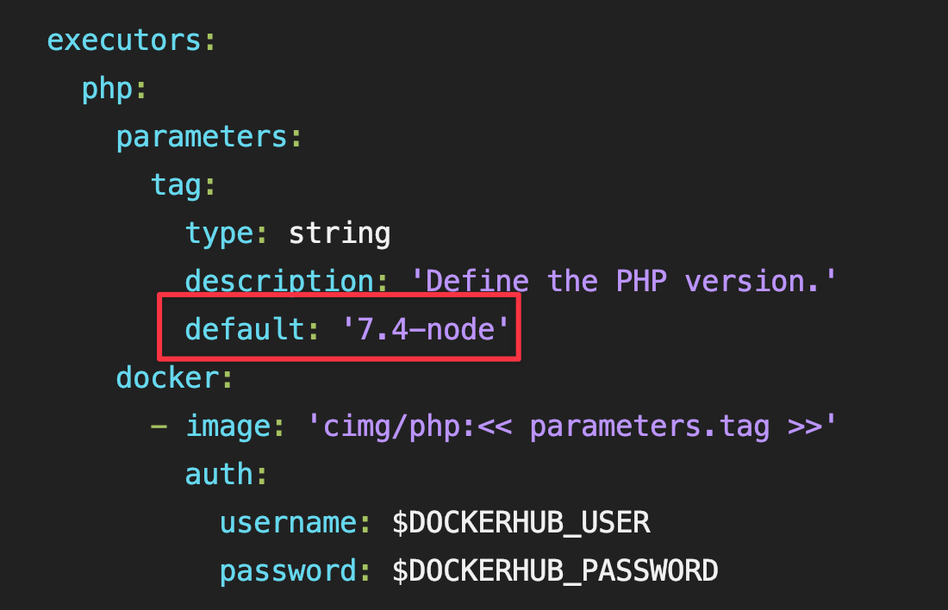 executors:
php:
parameters:
tag:
type: string
description: 'Define the PHP version.'
default: '7.4-node'
docker:
- image: 'cimg/php:<< parameters.tag >>'
auth:
username: $DOCKERHUB_USER
password: $DOCKERHUB_PASSWORD